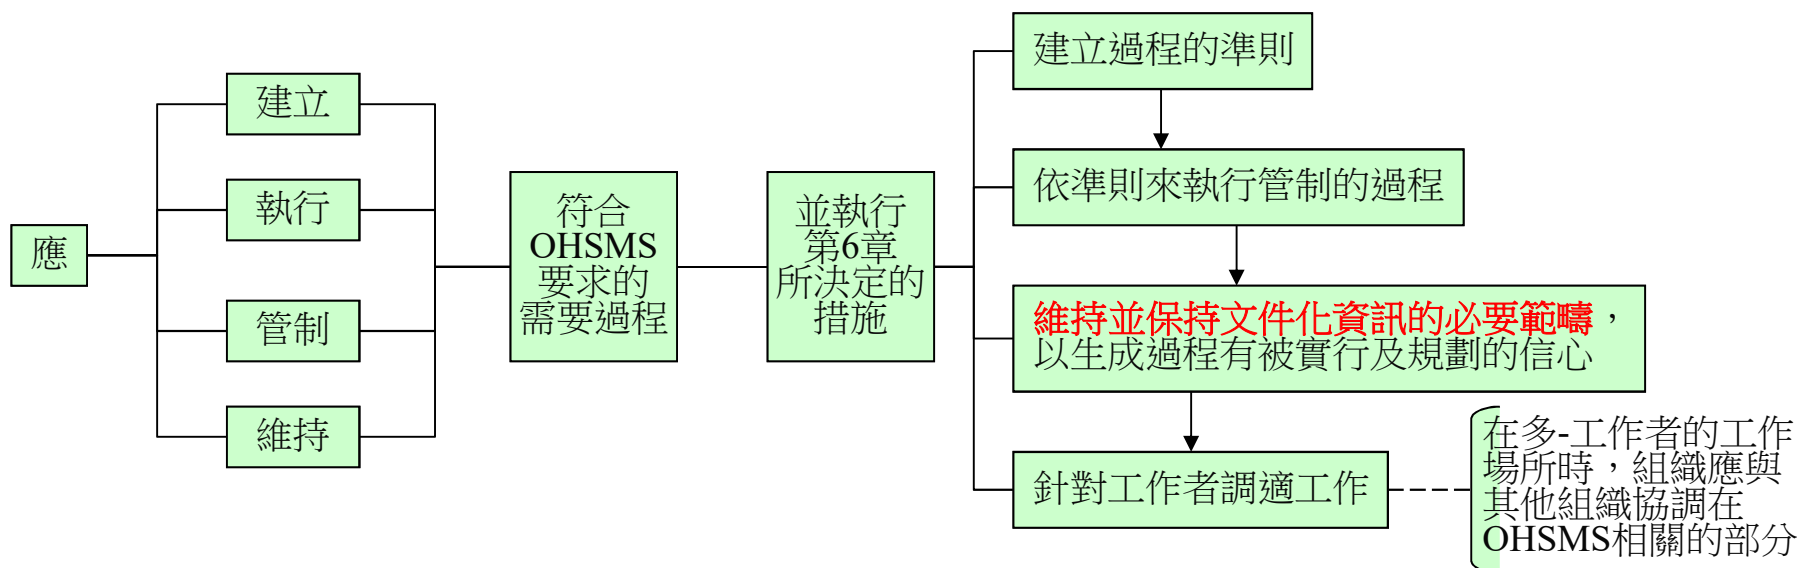 應
建立
執行
管制
維持
符合
OHSMS
要求的
需要過程
並執行
第6章
所決定的
措施
建立過程的準則
依準則來執行管制的過程
維持並保持文件化資訊的必要範疇，
以生成過程有被實行及規劃的信心
針對工作者調適工作
在多-工作者的工作
場所時，組織應與
其他組織協調在
OHSMS相關的部分